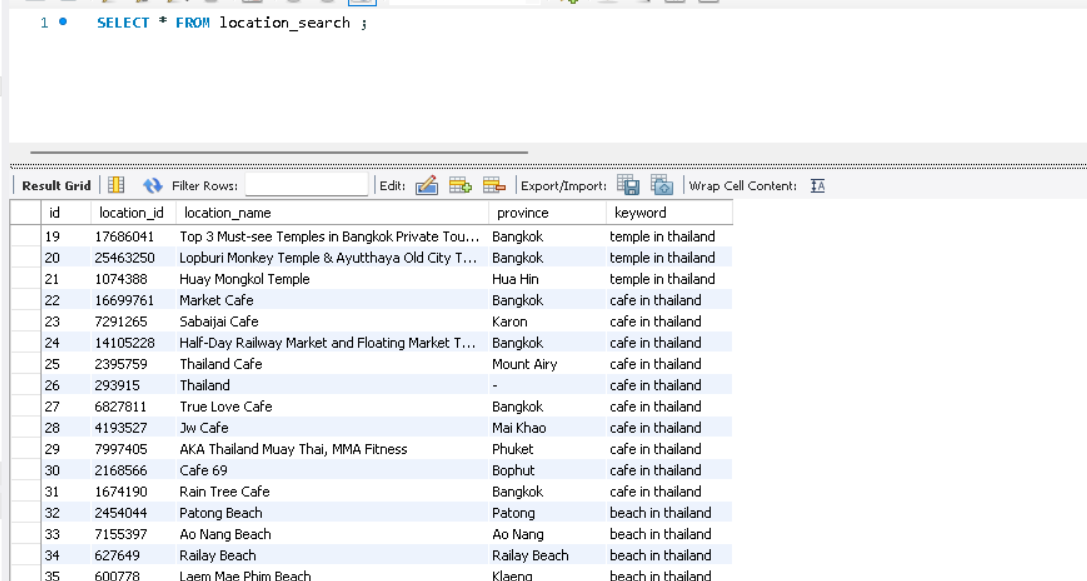 1 SELECT * FROM location_search ;
Result Grid Filter Rows: Edit: Export/Import: Wrap Cell Content:
id location_id location_name province keyword
19 17686041 Top 3 Must-see Temples in Bangkok Private Tou... Bangkok temple in thailand
20 25463250 Lopburi Monkey Temple & Ayutthaya Old City T... Bangkok temple in thailand
21 1074388 Huay Mongkol Temple Hua Hin temple in thailand
22 16699761 Market Cafe Bangkok cafe in thailand
23 7291265 Sabaijai Cafe Karon cafe in thailand
24 14105228 Half-Day Railway Market and Floating Market T... Bangkok cafe in thailand
25 2395759 Thailand Cafe Mount Airy cafe in thailand
26 293915 Thailand - cafe in thailand
27 6827811 True Love Cafe Bangkok cafe in thailand
28 4193527 Jw Cafe Mai Khao cafe in thailand
29 7997405 AKA Thailand Muay Thai, MMA Fitness Phuket cafe in thailand
30 2168566 Cafe 69 Bophut cafe in thailand
31 1674190 Rain Tree Cafe Bangkok cafe in thailand
32 2454044 Patong Beach Patong beach in thailand
33 7155397 Ao Nang Beach Ao Nang beach in thailand
34 627649 Railay Beach Railay Beach beach in thailand
35 600778 Laem Mae Phim Beach Klaeng beach in thailand